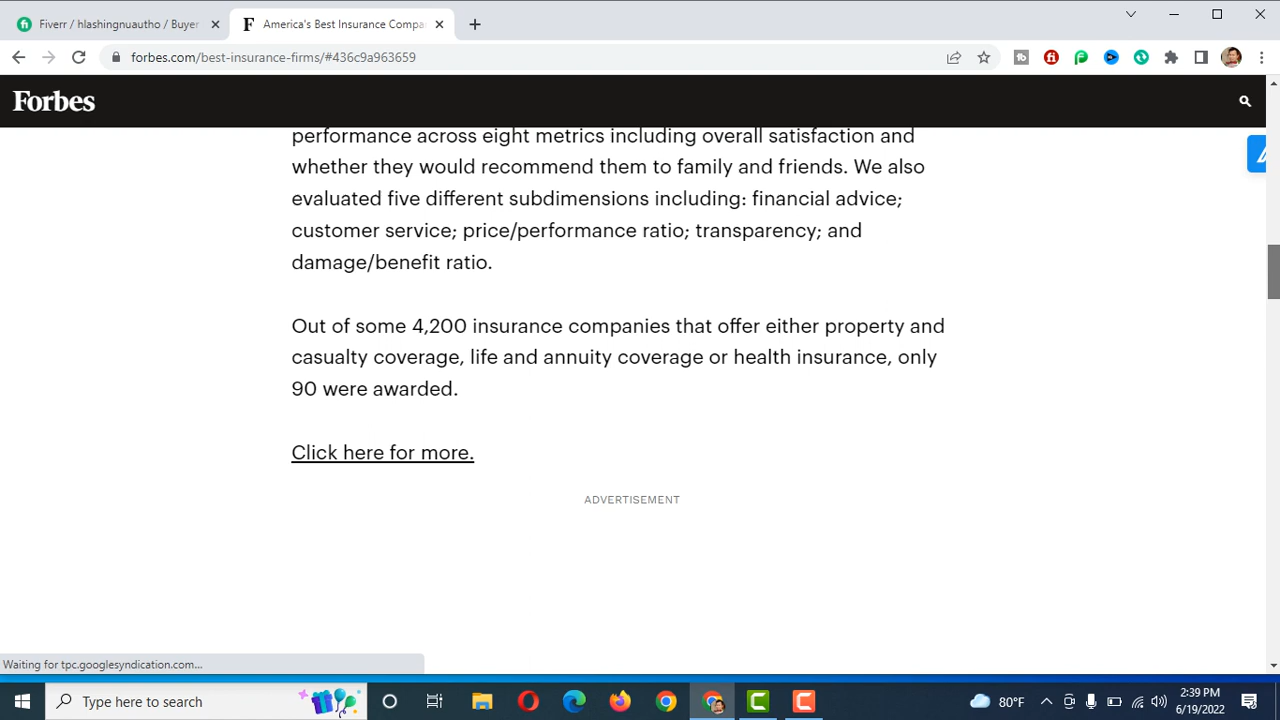 Fiverr / hlashingnuautho / Buyer
America's Best Insurance Compa
forbes.com/best-insurance-firms/#436c9a963659
Forbes
performance across eight metrics including overall satisfaction and
whether they would recommend them to family and friends. We also
evaluated five different subdimensions including: financial advice;
customer service; price/performance ratio; transparency; and
damage/benefit ratio.
Out of some 4,200 insurance companies that offer either property and
casualty coverage, life and annuity coverage or health insurance, only
90 were awarded.
Click here for more.
ADVERTISEMENT
Waiting for tpc.googlesyndication.com...
Type here to search
80°F
2:39 PM
6/19/2022